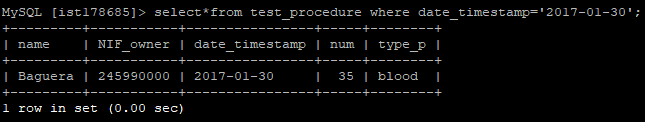 MySQL [ist178685]> select*from test_procedure where date_timestamp='2017-01-30';
+---------+-----------+----------------+-----+--------+
| name    | NIF_owner | date_timestamp | num | type_p |
+---------+-----------+----------------+-----+--------+
| Baguera | 245990000 | 2017-01-30     |  35 | blood  |
+---------+-----------+----------------+-----+--------+
1 row in set (0.00 sec)